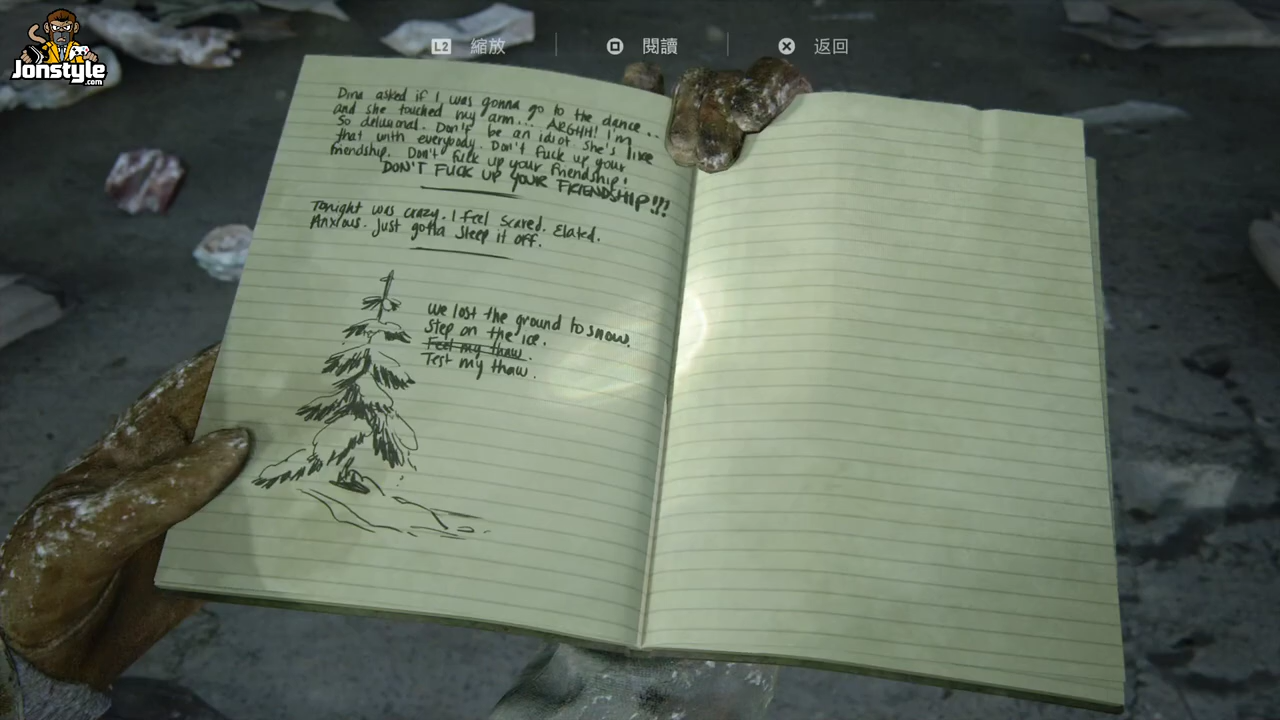 Jonstyle
.com
L2 縮放
閱讀
返回
Dina asked if I was gonna go to the dance...
and she touched my arm... ARGHH! I'm
So delusional. Don't be an idiot. She's like
that with everybody. Don't fuck up your
friendship. Don't fuck up your friendship!
DON'T FUCK UP YOUR FRIENDSHIP!!!
Tonight was crazy. I feel scared. Elated.
Anxious. Just gotta sleep it off.
We lost the ground to snow.
Step on the ice.
Feel my thaw.
Test my thaw.